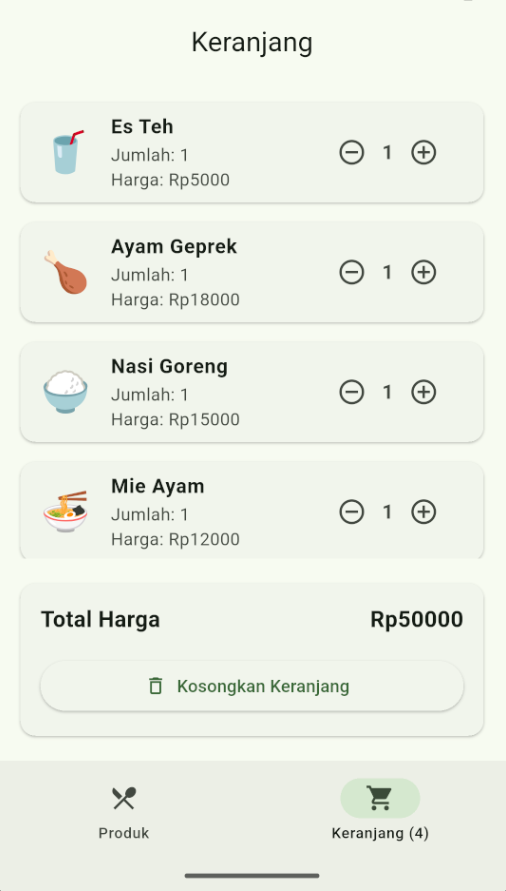 Keranjang
Es Teh
Jumlah: 1
Harga: Rp5000
1
Ayam Geprek
Jumlah: 1
Harga: Rp18000
1
Nasi Goreng
Jumlah: 1
Harga: Rp15000
1
Mie Ayam
Jumlah: 1
Harga: Rp12000
1
Total Harga Rp50000
Kosongkan Keranjang
Produk Keranjang (4)